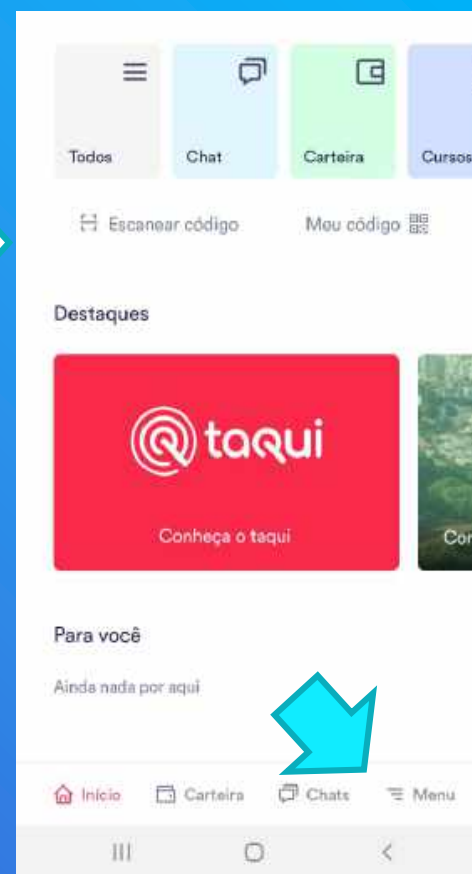 Todos
Chat
Carteira
Cursos
Escanear código
Meu código
Destaques
taqui
Conheça o taqui
Con
Para você
Ainda nada por aqui
Início
Carteira
Chats
Menu